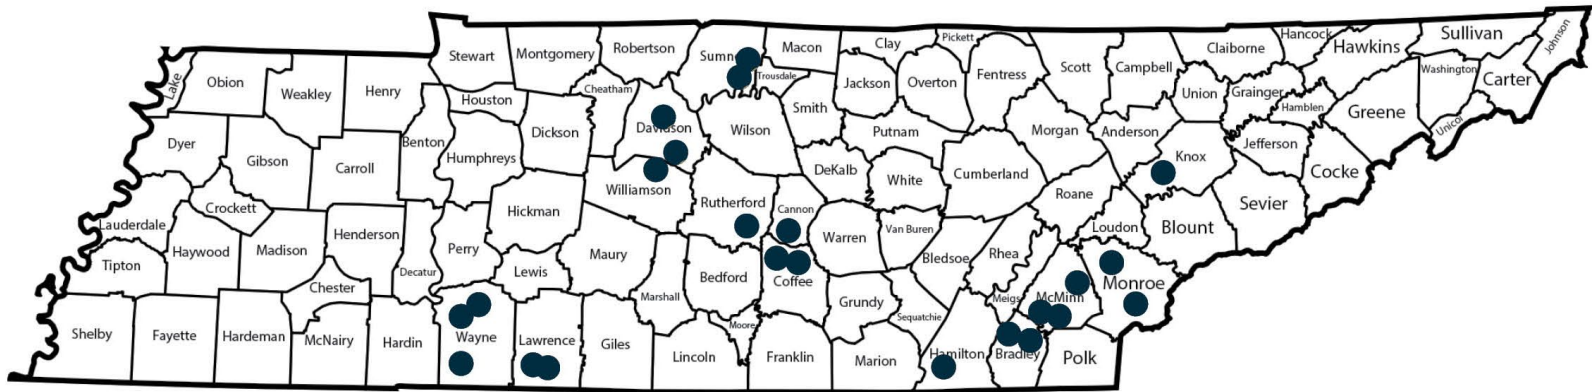 Lake
Obion
Weakley
Henry
Stewart
Montgomery
Robertson
Sumn
Macon
Clay
Pickett
Fentress
Scott
Campbell
Claiborne
Hancock
Hawkins
Sullivan
Johnson
Houston
Cheatham
Trousdale
Jackson
Overton
Union
Grainger
Hamblen
Washington
Carter
Dyer
Gibson
Carroll
Benton
Humphreys
Dickson
Davidson
Wilson
Smith
Putnam
Morgan
Anderson
Knox
Jefferson
Greene
Unicoi
Cocke
Lauderdale
Crockett
Haywood
Madison
Henderson
Decatur
Perry
Hickman
Williamson
Rutherford
Cannon
DeKalb
White
Cumberland
Roane
Loudon
Blount
Sevier
Tipton
Chester
Lewis
Maury
Bedford
Coffee
Warren
Van Buren
Bledsoe
Rhea
Meigs
McMinn
Monroe
Shelby
Fayette
Hardeman
McNairy
Hardin
Wayne
Lawrence
Giles
Marshall
Lincoln
Moore
Franklin
Grundy
Marion
Sequatchie
Hamilton
Bradley
Polk